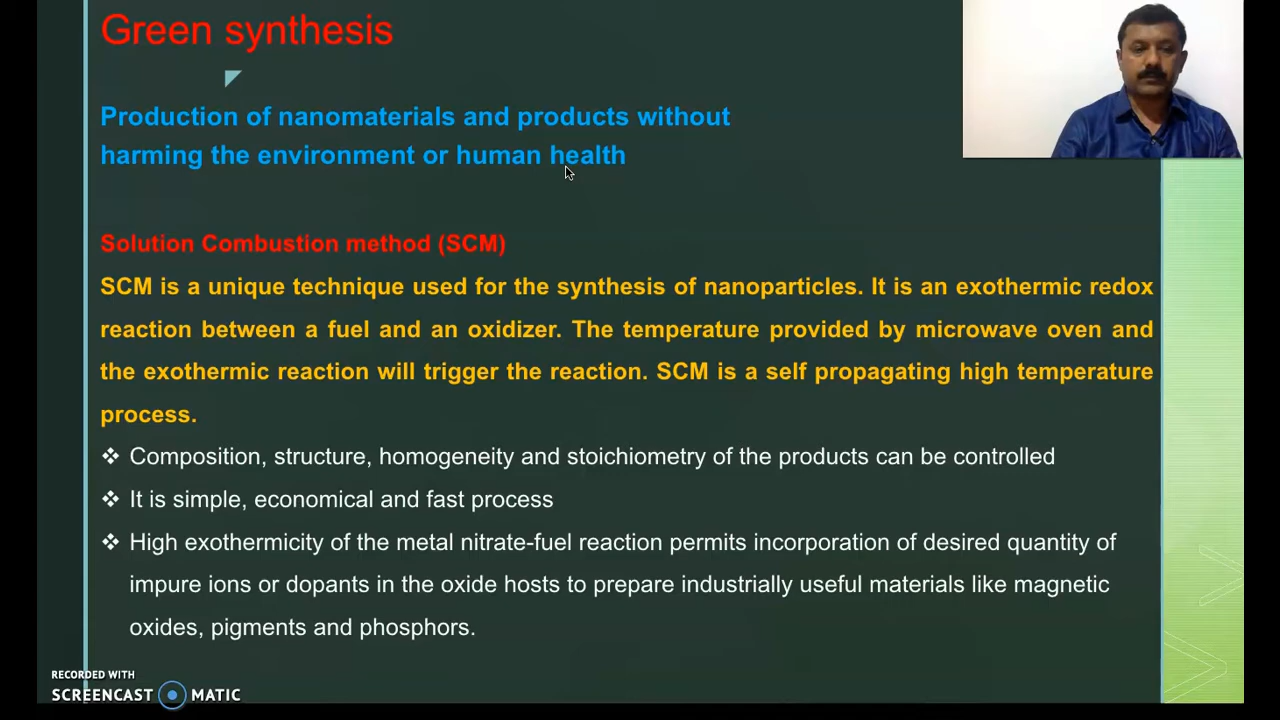 Green synthesis
Production of nanomaterials and products without
harming the environment or human health
Solution Combustion method (SCM)
SCM is a unique technique used for the synthesis of nanoparticles. It is an exothermic redox
reaction between a fuel and an oxidizer. The temperature provided by microwave oven and
the exothermic reaction will trigger the reaction. SCM is a self propagating high temperature
process.
❖ Composition, structure, homogeneity and stoichiometry of the products can be controlled
❖ It is simple, economical and fast process
❖ High exothermicity of the metal nitrate-fuel reaction permits incorporation of desired quantity of
impure ions or dopants in the oxide hosts to prepare industrially useful materials like magnetic
oxides, pigments and phosphors.
RECORDED WITH
SCREENCAST MATIC